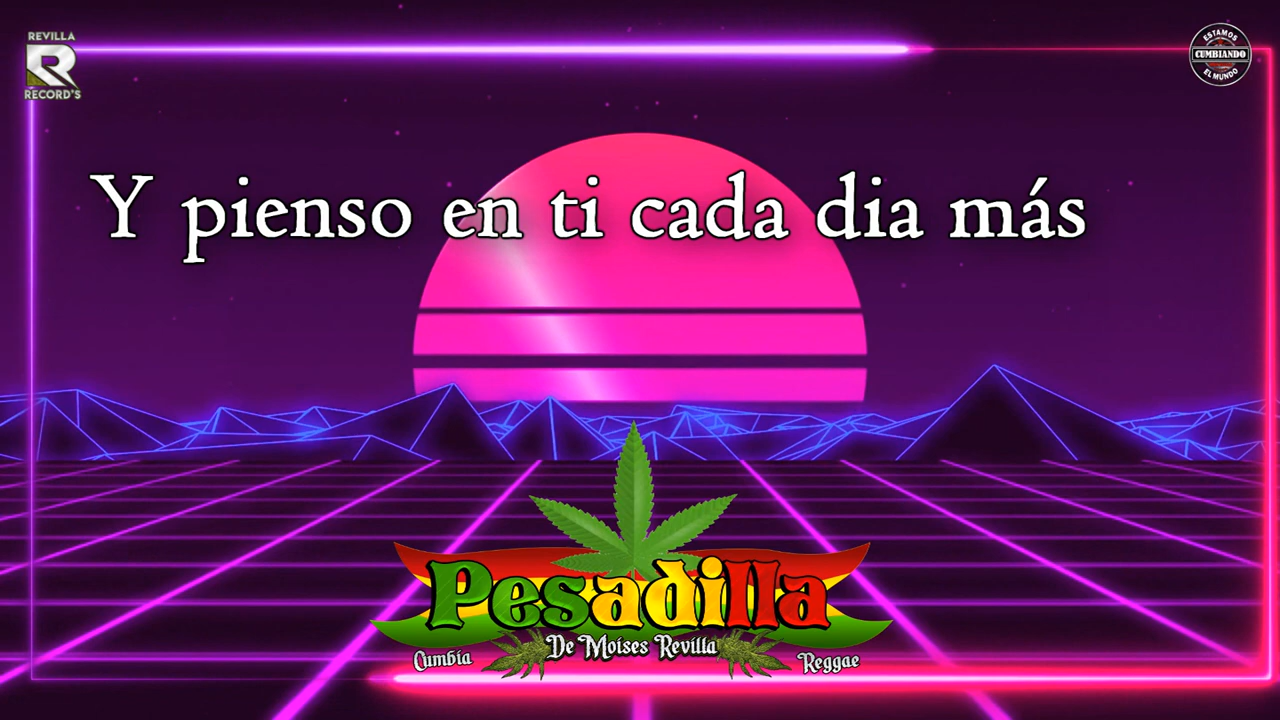 REVILLA
R
RECORD'S
ESTAMOS
CUMBIANDO
EL MUNDO
Y pienso en ti cada dia más
Pesadilla
De Moises Revilla
Cumbia
Reggae